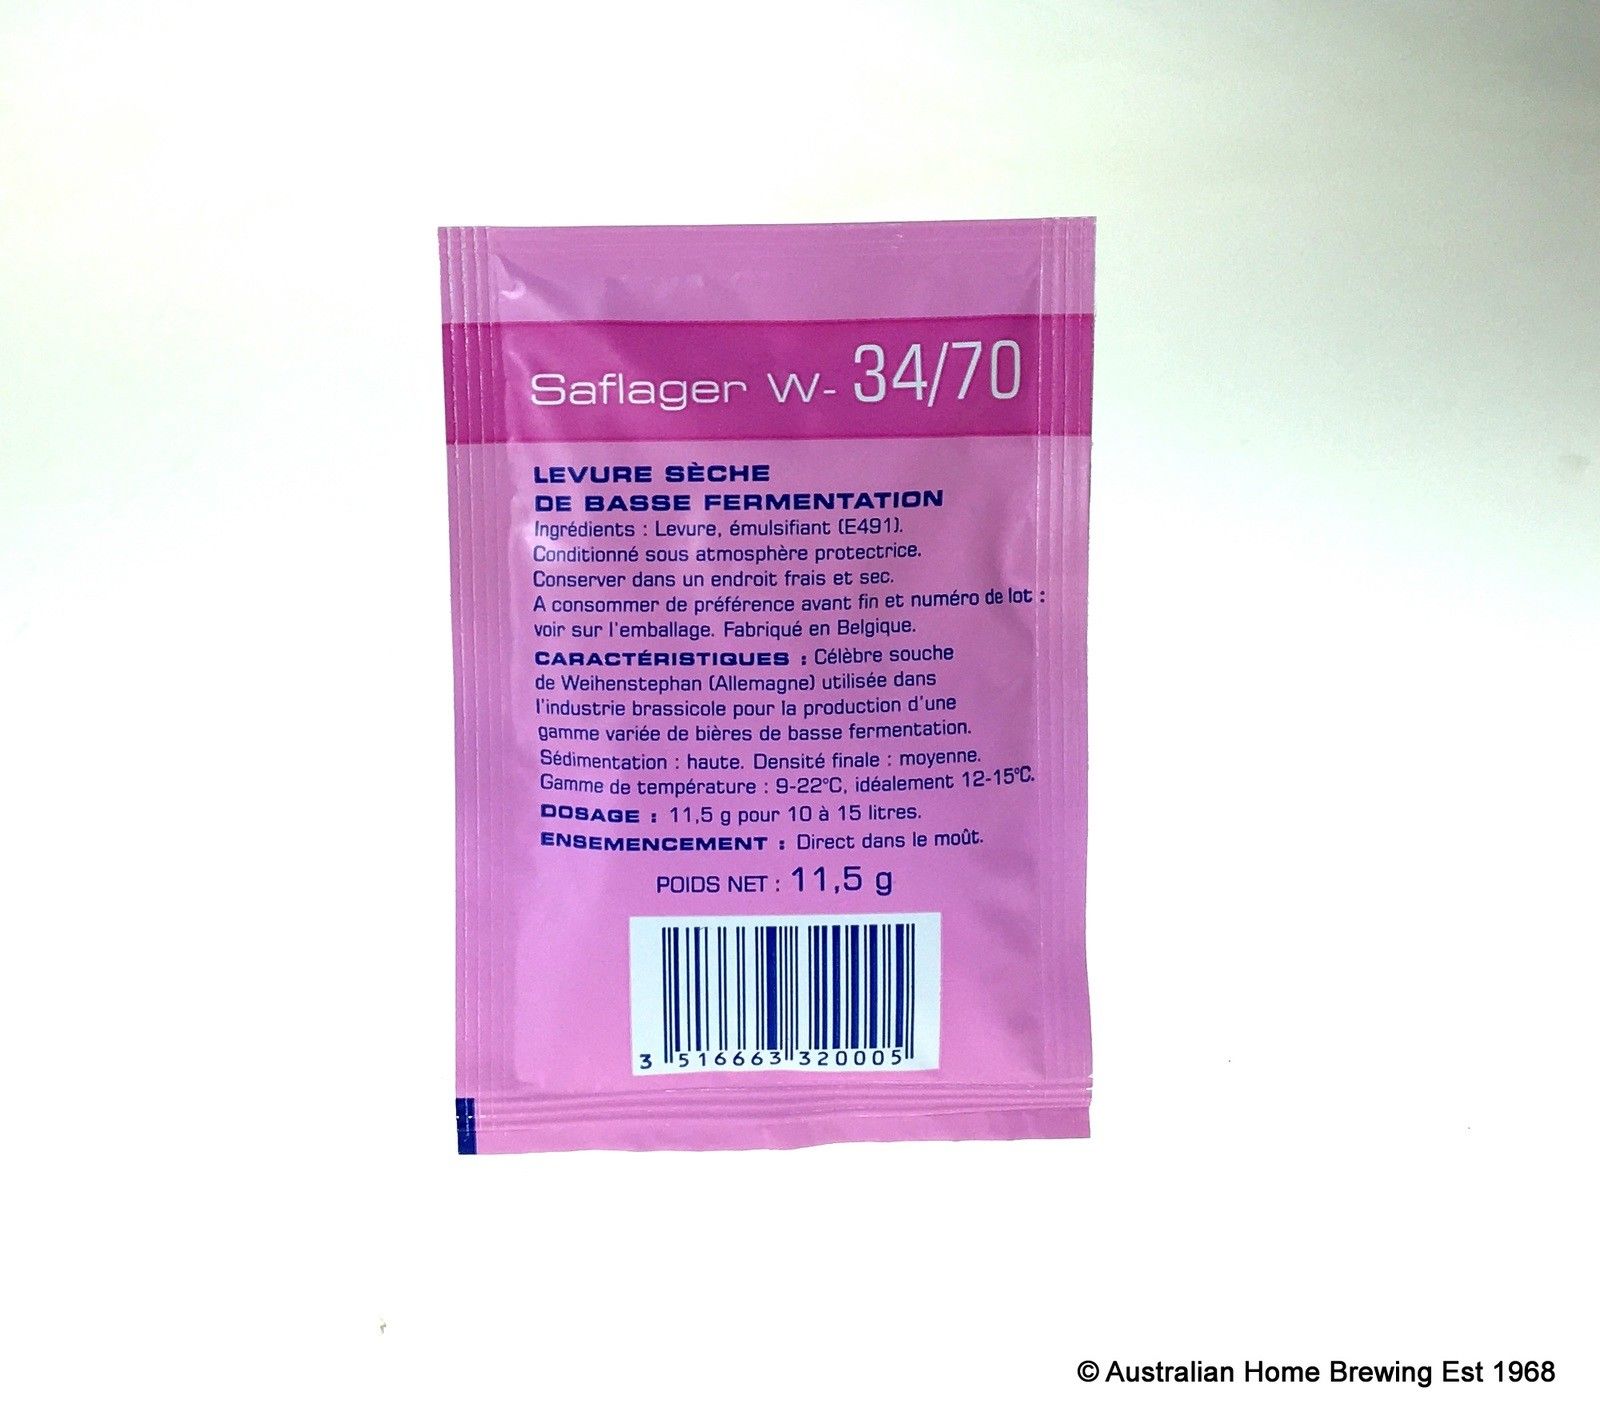 Saflager W- 34/70
LEVURE SÈCHE
DE BASSE FERMENTATION
Ingrédients : Levure, émulsifiant (E491).
Conditionné sous atmosphère protectrice.
Conserver dans un endroit frais et sec.
A consommer de préférence avant fin et numéro de lot :
voir sur l'emballage. Fabriqué en Belgique.
CARACTÉRISTIQUES : Célèbre souche
de Weihenstephan (Allemagne) utilisée dans
l'industrie brassicole pour la production d'une
gamme variée de bières de basse fermentation.
Sédimentation : haute. Densité finale : moyenne.
Gamme de température : 9-22°C, idéalement 12-15°C.
DOSAGE : 11,5 g pour 10 à 15 litres.
ENSEMENCEMENT : Direct dans le moût.
POIDS NET : 11,5 g
3 516663 320005
© Australian Home Brewing Est 1968